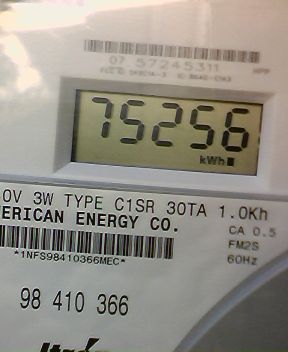 07 57245311
75256
kWh
0V 3W TYPE C1SR 30TA 1.0Kh
ERICAN ENERGY CO.
CA 0.5
FM2S
60Hz
*1NFS98410366MEC*
98 410 366
Itron